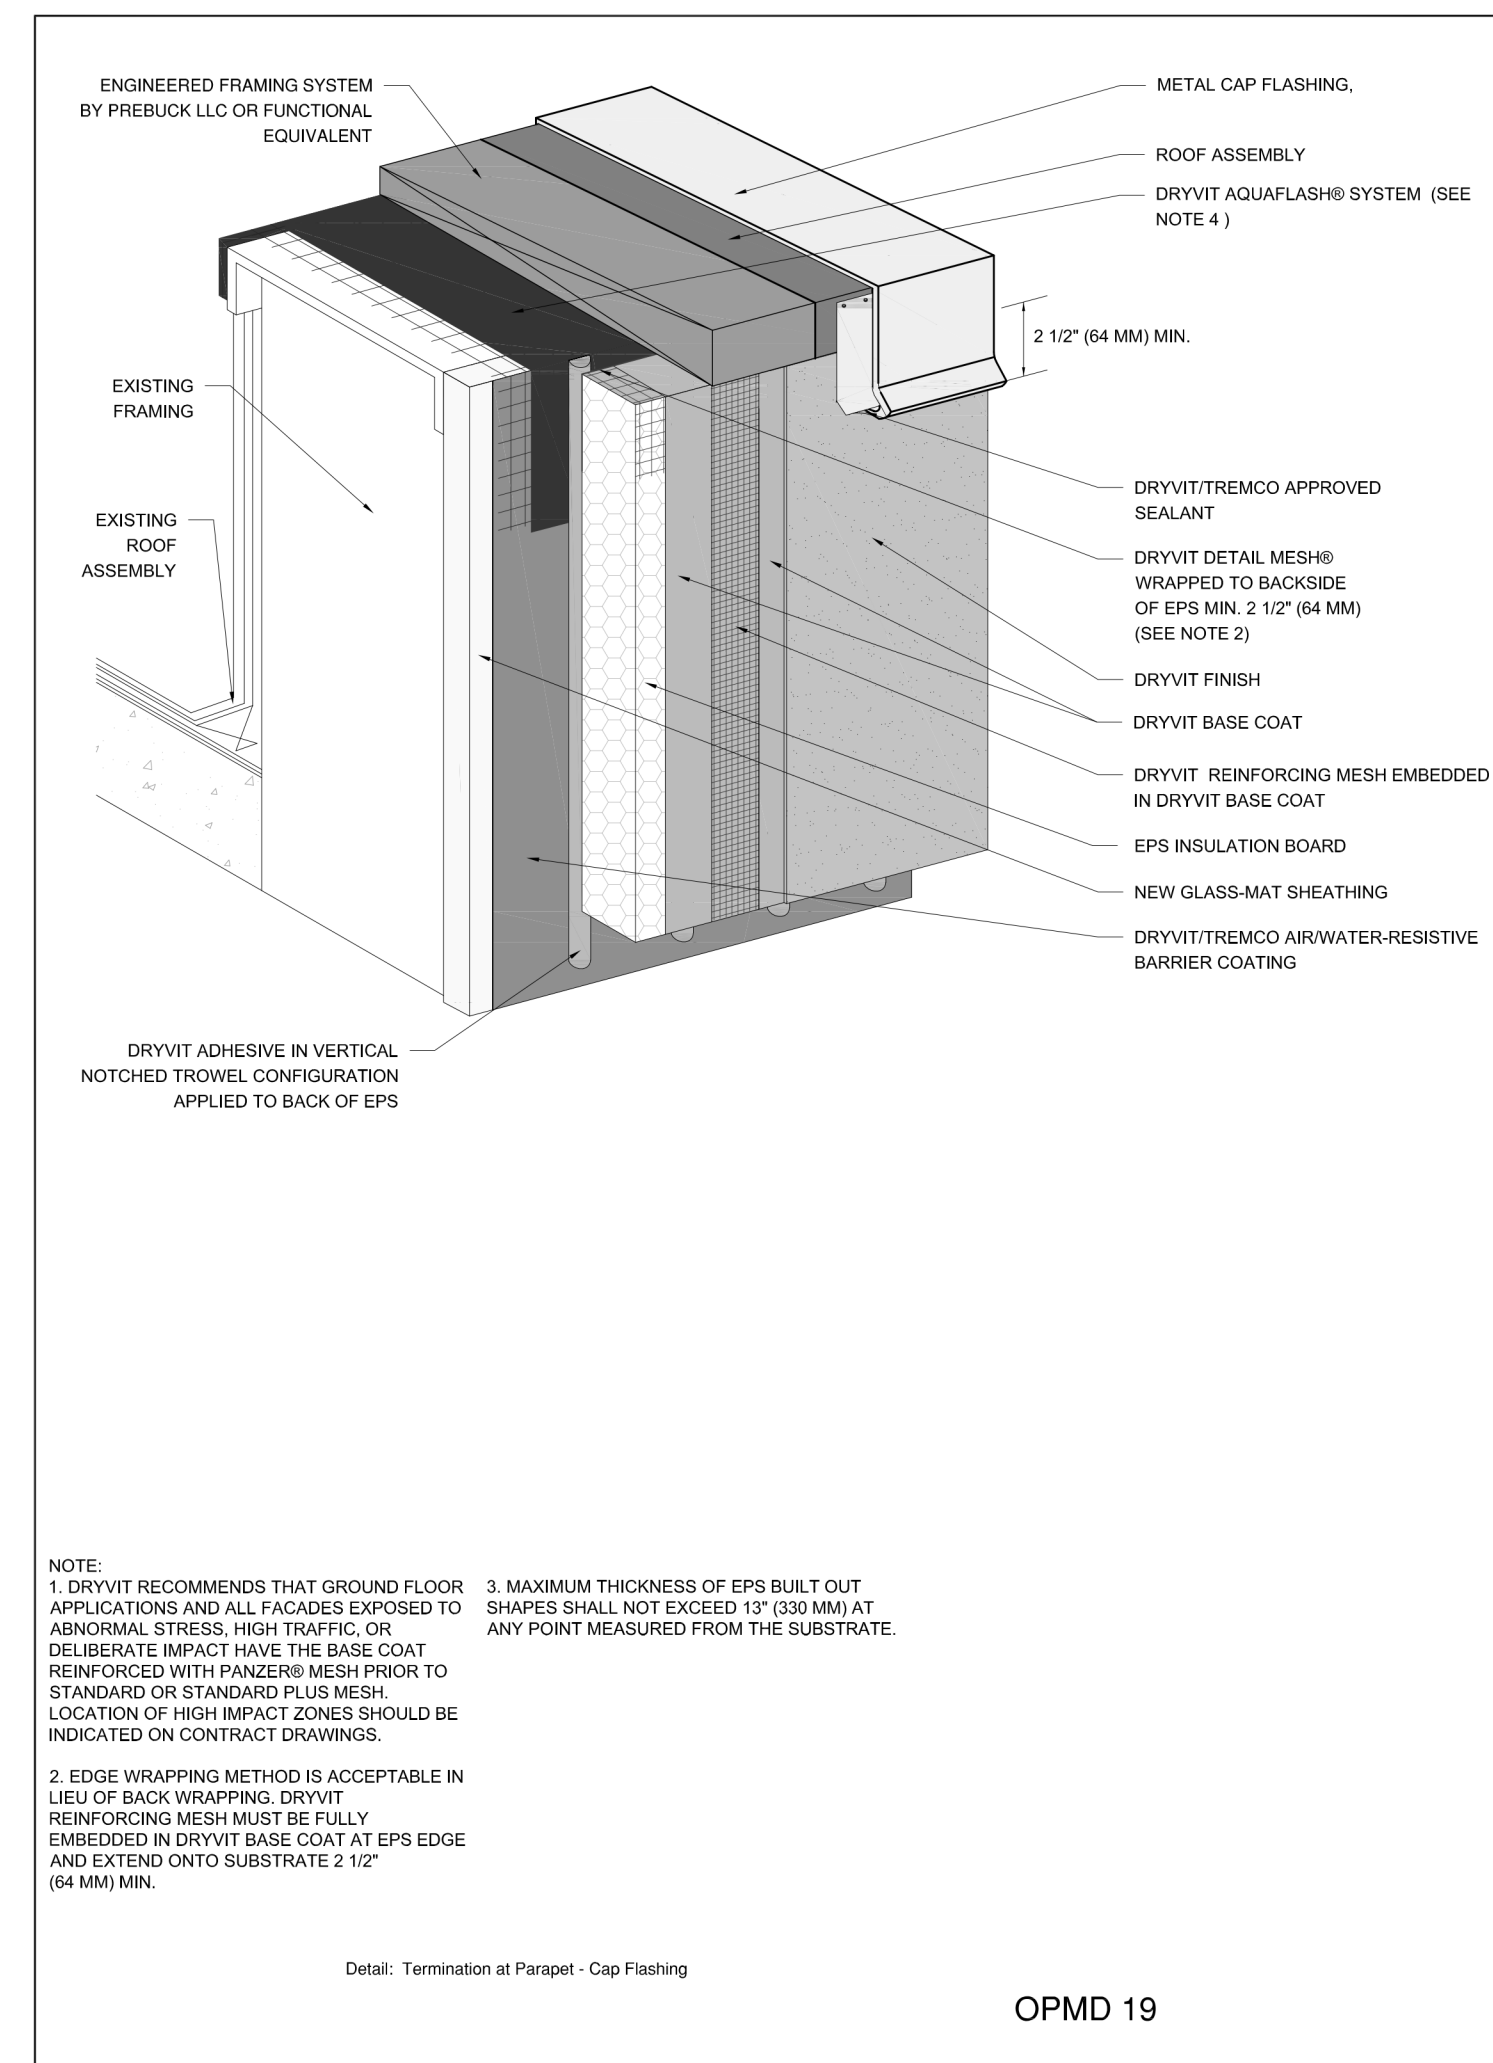 ENGINEERED FRAMING SYSTEM
BY PREBUCK LLC OR FUNCTIONAL
EQUIVALENT
METAL CAP FLASHING,
ROOF ASSEMBLY
DRYVIT AQUAFLASH® SYSTEM (SEE
NOTE 4 )
2 1/2" (64 MM) MIN.
EXISTING
FRAMING
EXISTING
ROOF
ASSEMBLY
DRYVIT/TREMCO APPROVED
SEALANT
DRYVIT DETAIL MESH®
WRAPPED TO BACKSIDE
OF EPS MIN. 2 1/2" (64 MM)
(SEE NOTE 2)
DRYVIT FINISH
DRYVIT BASE COAT
DRYVIT REINFORCING MESH EMBEDDED
IN DRYVIT BASE COAT
EPS INSULATION BOARD
NEW GLASS-MAT SHEATHING
DRYVIT/TREMCO AIR/WATER-RESISTIVE
BARRIER COATING
DRYVIT ADHESIVE IN VERTICAL
NOTCHED TROWEL CONFIGURATION
APPLIED TO BACK OF EPS
NOTE:
1. DRYVIT RECOMMENDS THAT GROUND FLOOR
APPLICATIONS AND ALL FACADES EXPOSED TO
ABNORMAL STRESS, HIGH TRAFFIC, OR
DELIBERATE IMPACT HAVE THE BASE COAT
REINFORCED WITH PANZER® MESH PRIOR TO
STANDARD OR STANDARD PLUS MESH.
LOCATION OF HIGH IMPACT ZONES SHOULD BE
INDICATED ON CONTRACT DRAWINGS.
2. EDGE WRAPPING METHOD IS ACCEPTABLE IN
LIEU OF BACK WRAPPING. DRYVIT
REINFORCING MESH MUST BE FULLY
EMBEDDED IN DRYVIT BASE COAT AT EPS EDGE
AND EXTEND ONTO SUBSTRATE 2 1/2"
(64 MM) MIN.
3. MAXIMUM THICKNESS OF EPS BUILT OUT
SHAPES SHALL NOT EXCEED 13" (330 MM) AT
ANY POINT MEASURED FROM THE SUBSTRATE.
Detail: Termination at Parapet - Cap Flashing
OPMD 19